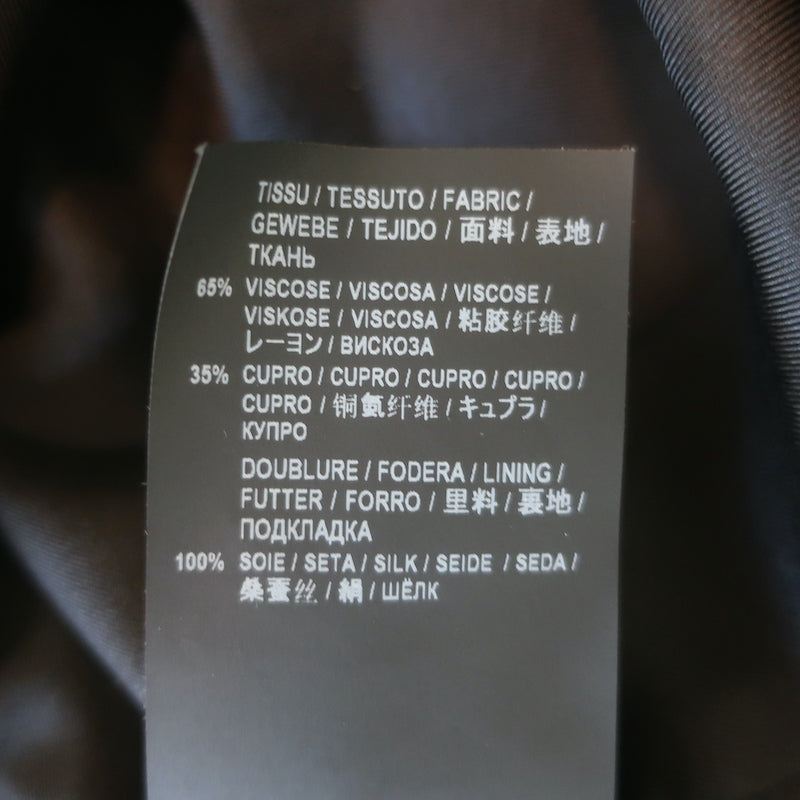 TISSU / TESSUTO / FABRIC /
GEWEBE / TEJIDO / 面料 / 表地 /
ТКАНЬ
65% VISCOSE / VISCOSA / VISCOSE /
VISKOSE / VISCOSA / 粘胶纤维 /
レーヨン / ВИСКОЗА
35% CUPRO / CUPRO / CUPRO / CUPRO /
CUPRO / 铜氨纤维 / キュプラ /
КУПРО
DOUBLURE / FODERA / LINING /
FUTTER / FORRO / 里料 / 裏地 /
ПОДКЛАДКА
100% SOIE / SETA / SILK / SEIDE / SEDA /
桑蚕丝 / 絹 / ШЁЛК